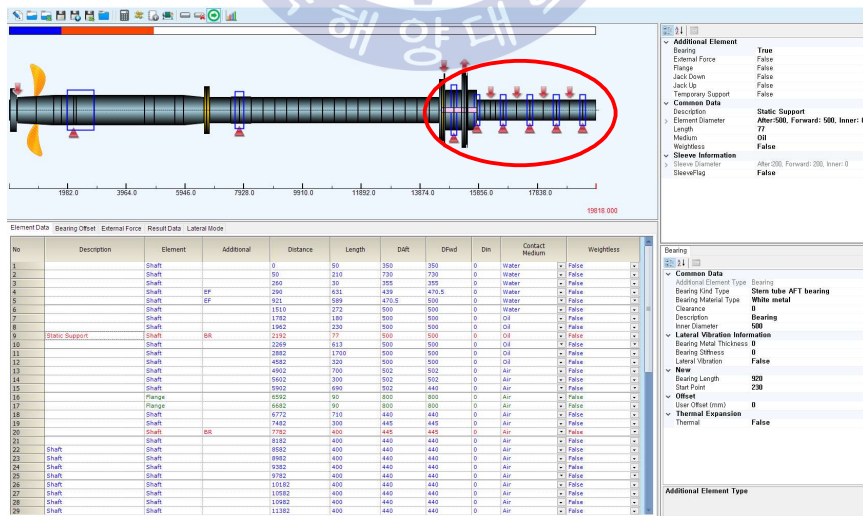 해양대
1982.0 3964.0 5946.0 7928.0 9910.0 11892.0 13874.0 15856.0 17838.0
19818.000
Additional Element
Bearing True
External Force False
Flange False
Jack Down False
Jack Up False
Temporary Support False
Common Data
Description Static Support
Element Diameter After:500, Forward: 500, Inner: 0
Length 77
Medium Oil
Weightless False
Sleeve Information
Sleeve Diameter After:200, Forward: 200, Inner: 0
SleeveFlag False
Element Data Bearing Offset External Force Result Data Lateral Mode
No Description Element Additional Distance Length DAft DFwd Din Contact Medium Weightless
1 Shaft 0 50 350 350 0 Water False
2 Shaft 50 210 730 730 0 Water False
3 Shaft 260 30 355 355 0 Water False
4 Shaft EF 290 631 439 470.5 0 Water False
5 Shaft EF 921 589 470.5 500 0 Water False
6 Shaft 1510 272 500 500 0 Water False
7 Shaft 1782 180 500 500 0 Oil False
8 Shaft 1962 230 500 500 0 Oil False
9 Static Support Shaft BR 2192 77 500 500 0 Oil False
10 Shaft 2269 613 500 500 0 Oil False
11 Shaft 2882 1700 500 500 0 Oil False
12 Shaft 4582 320 500 500 0 Oil False
13 Shaft 4902 700 502 502 0 Air False
14 Shaft 5602 300 502 502 0 Air False
15 Shaft 5902 690 502 440 0 Air False
16 Flange 6592 90 800 800 0 Air False
17 Flange 6682 90 800 800 0 Air False
18 Shaft 6772 710 440 440 0 Air False
19 Shaft 7482 300 445 445 0 Air False
20 Shaft BR 7782 400 445 445 0 Air False
21 Shaft 8182 400 440 440 0 Air False
22 Shaft Shaft 8582 400 440 440 0 Air False
23 Shaft Shaft 8982 400 440 440 0 Air False
24 Shaft Shaft 9382 400 440 440 0 Air False
25 Shaft Shaft 9782 400 440 440 0 Air False
26 Shaft Shaft 10182 400 440 440 0 Air False
27 Shaft Shaft 10582 400 440 440 0 Air False
28 Shaft Shaft 10982 400 440 440 0 Air False
29 Shaft Shaft 11382 400 440 440 0 Air False
Bearing
Common Data
Additional Element Type Bearing
Bearing Kind Type Stern tube AFT bearing
Bearing Material Type White metal
Clearance 0
Description Bearing
Inner Diameter 500
Lateral Vibration Information
Bearing Metal Thickness 0
Bearing Stiffness 0
Lateral Vibration False
New
Bearing Length 920
Start Point 230
Offset
User Offset (mm) 0
Thermal Expansion
Thermal False
Additional Element Type